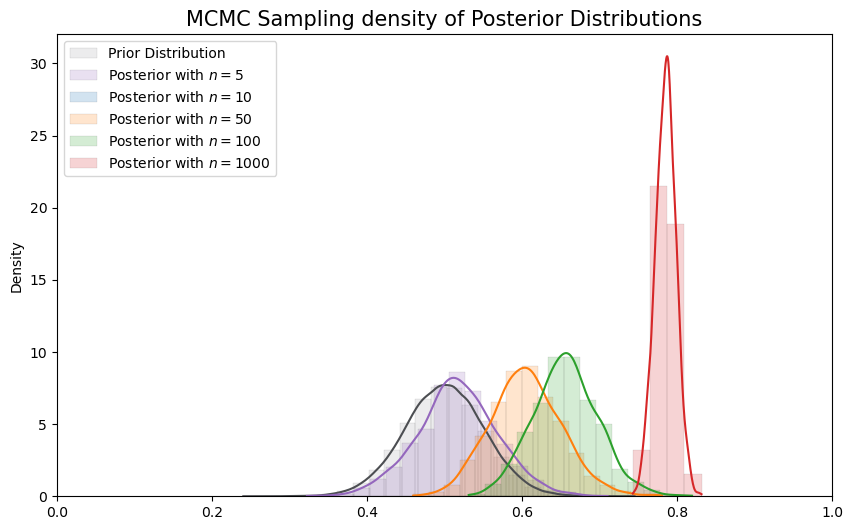 MCMC Sampling density of Posterior Distributions
Prior Distribution
Posterior with n = 5
Posterior with n = 10
Posterior with n = 50
Posterior with n = 100
Posterior with n = 1000
Density
30
25
20
15
10
5
0
0.0 0.2 0.4 0.6 0.8 1.0